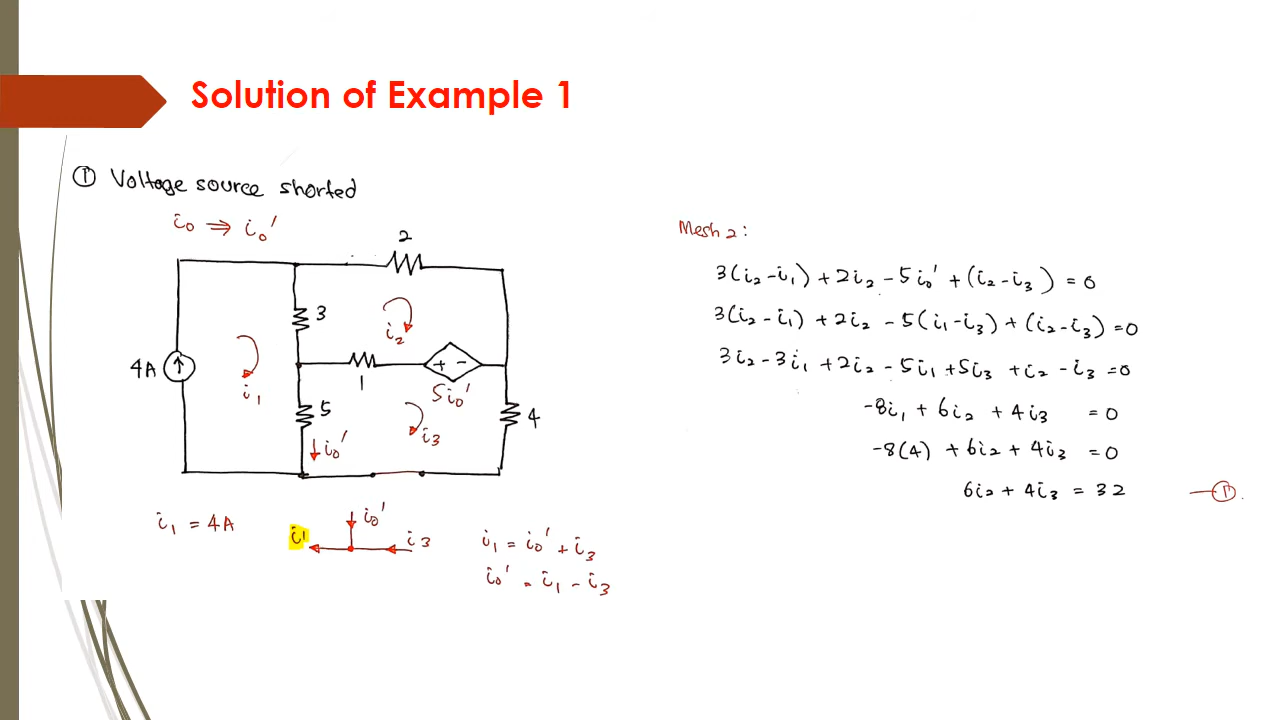 Solution of Example 1
① Voltage source shorted
i₀ ⇒ i₀'
2
3
i₂
4A
i₁
1
+ −
5i₀'
5
i₃
4
i₀'
i₁ = 4A
i₀'
i1
i3
i₁ = i₀' + i₃
i₀' = i₁ − i₃
Mesh 2:
3(i₂ − i₁) + 2i₂ − 5i₀' + (i₂ − i₃) = 0
3(i₂ − i₁) + 2i₂ − 5(i₁ − i₃) + (i₂ − i₃) = 0
3i₂ − 3i₁ + 2i₂ − 5i₁ + 5i₃ + i₂ − i₃ = 0
−8i₁ + 6i₂ + 4i₃ = 0
−8(4) + 6i₂ + 4i₃ = 0
6i₂ + 4i₃ = 32 —①